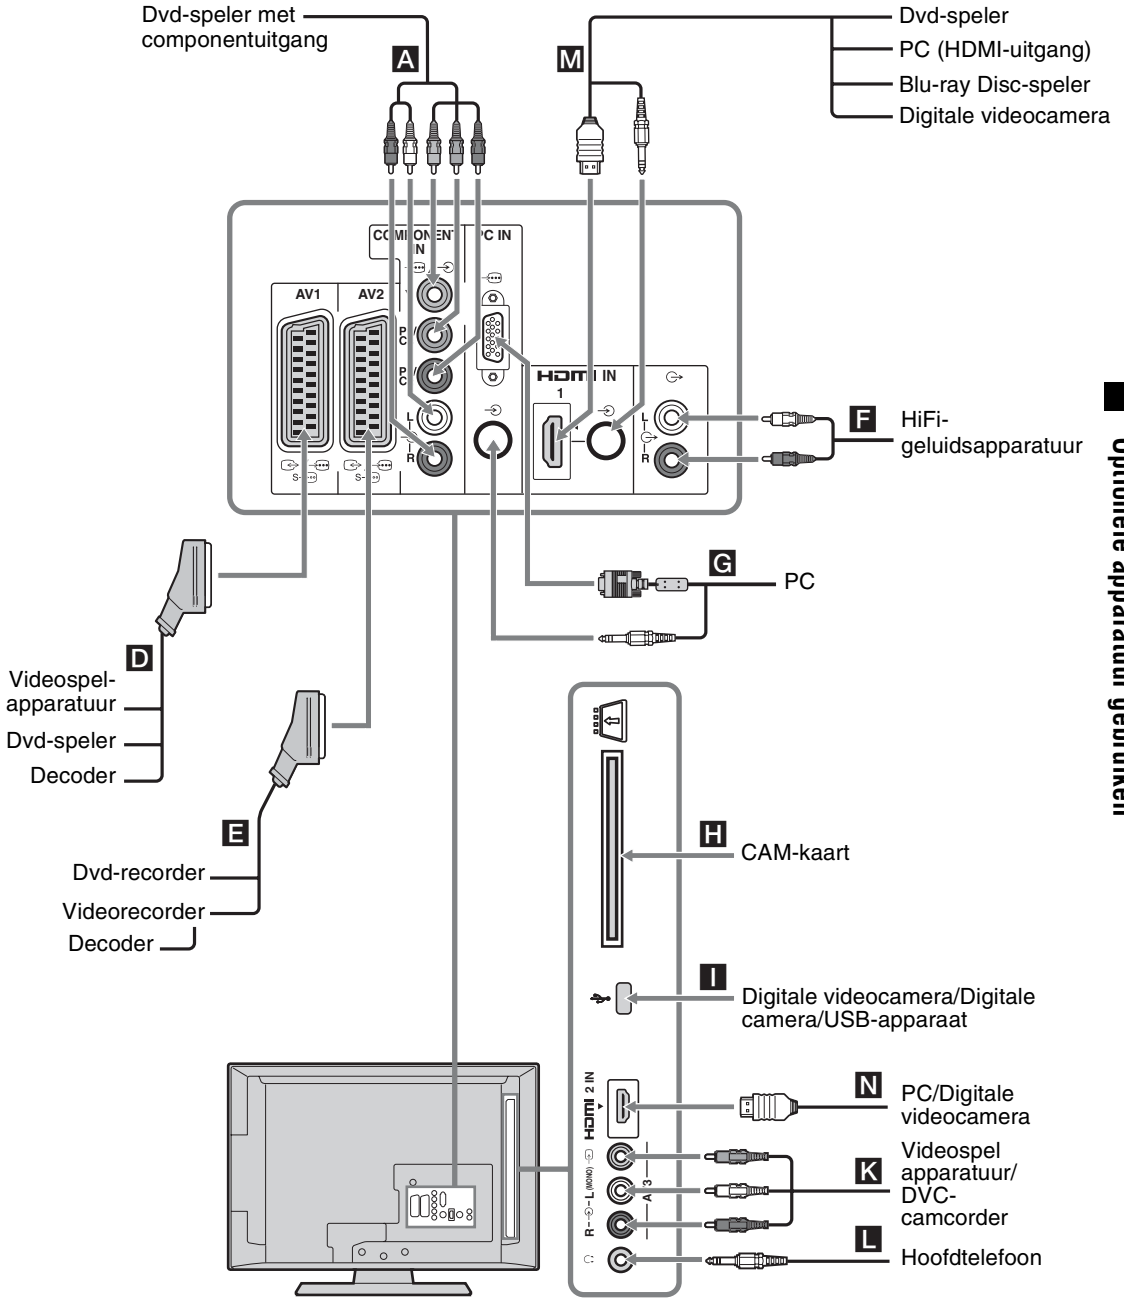 Dvd-speler met
componentuitgang
A
M
Dvd-speler
PC (HDMI-uitgang)
Blu-ray Disc-speler
Digitale videocamera
COMPONENT
IN
PC IN
AV1
AV2
HDMI IN
1
L
R
L
R
S
S
F
HiFi-
geluidsapparatuur
Optionele apparatuur gebruiken
G
PC
D
Videospel-
apparatuur
Dvd-speler
Decoder
E
Dvd-recorder
Videorecorder
Decoder
H
CAM-kaart
I
Digitale videocamera/Digitale
camera/USB-apparaat
HDMI 2 IN
N
PC/Digitale
videocamera
L (MONO)
R
K
Videospel
apparatuur/
DVC-
camcorder
L
Hoofdtelefoon